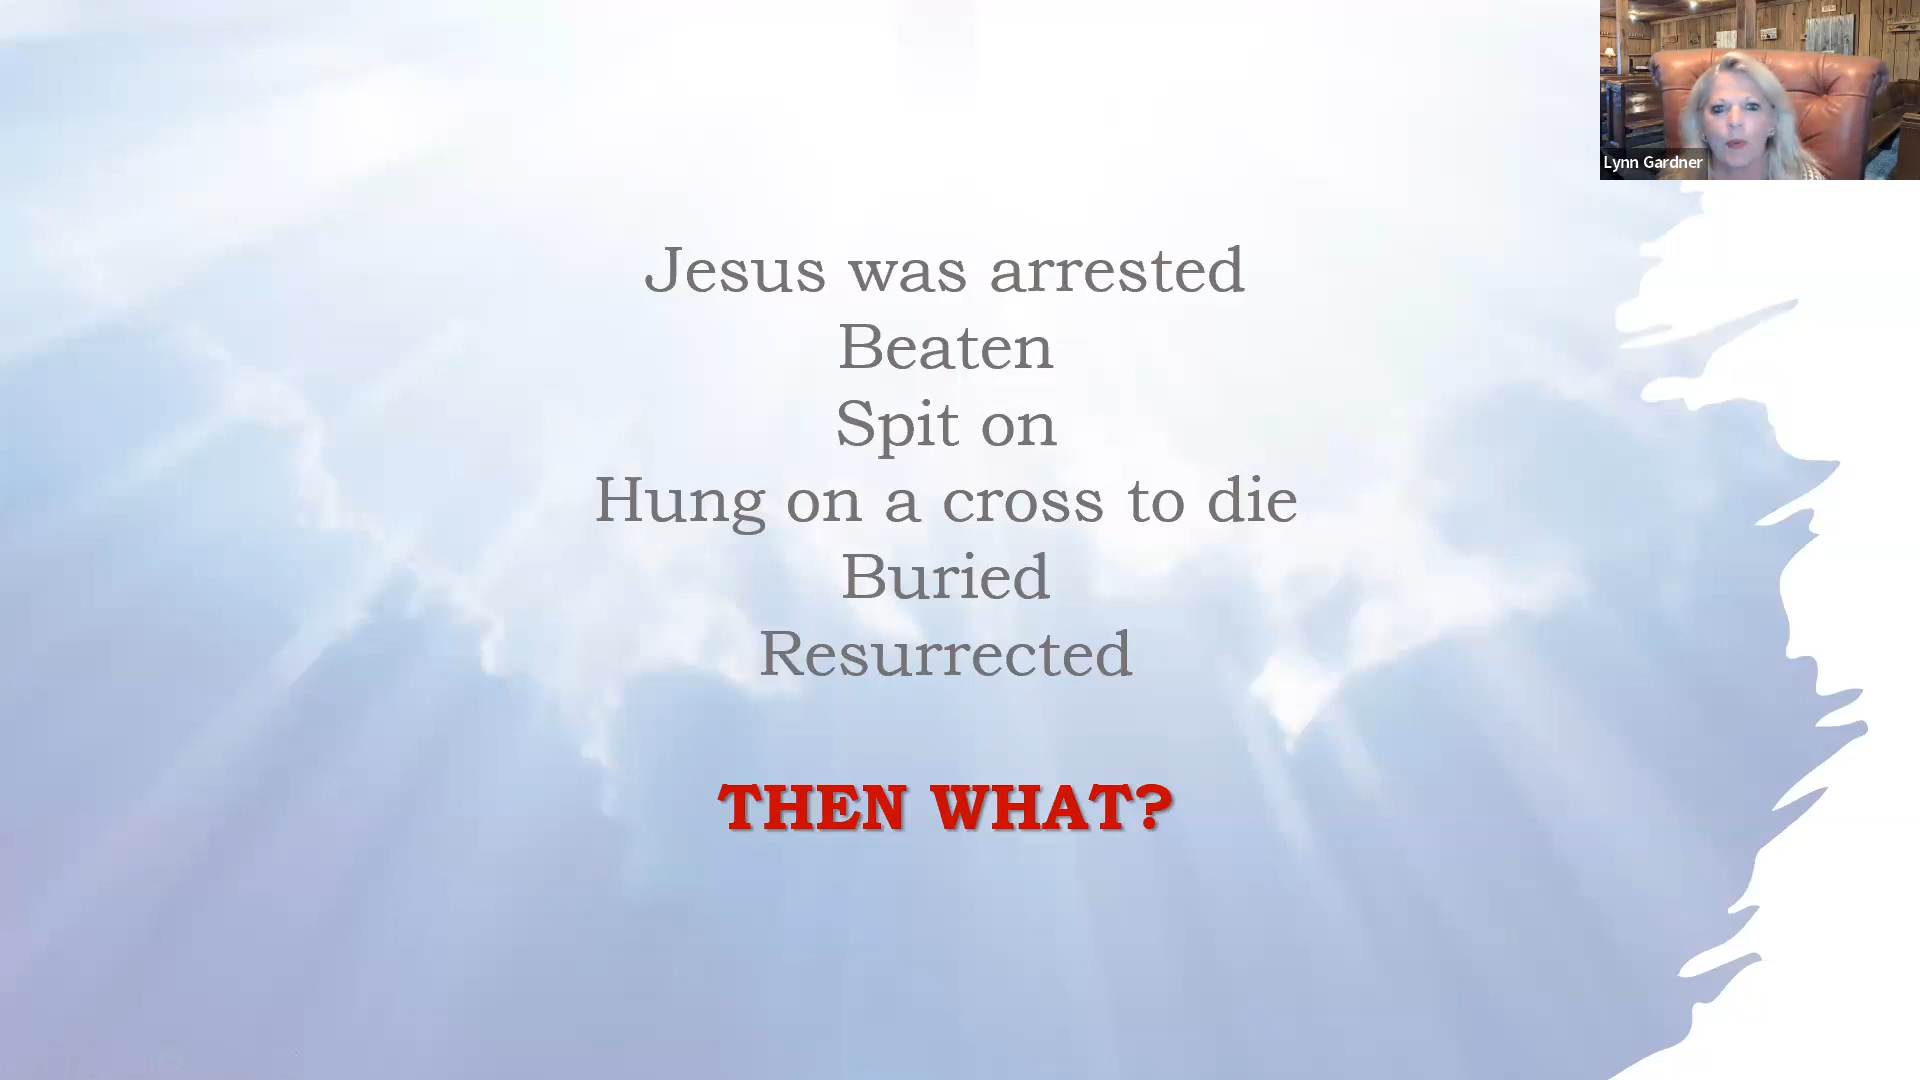 Jesus was arrested
Beaten
Spit on
Hung on a cross to die
Buried
Resurrected
THEN WHAT?
Lynn Gardner